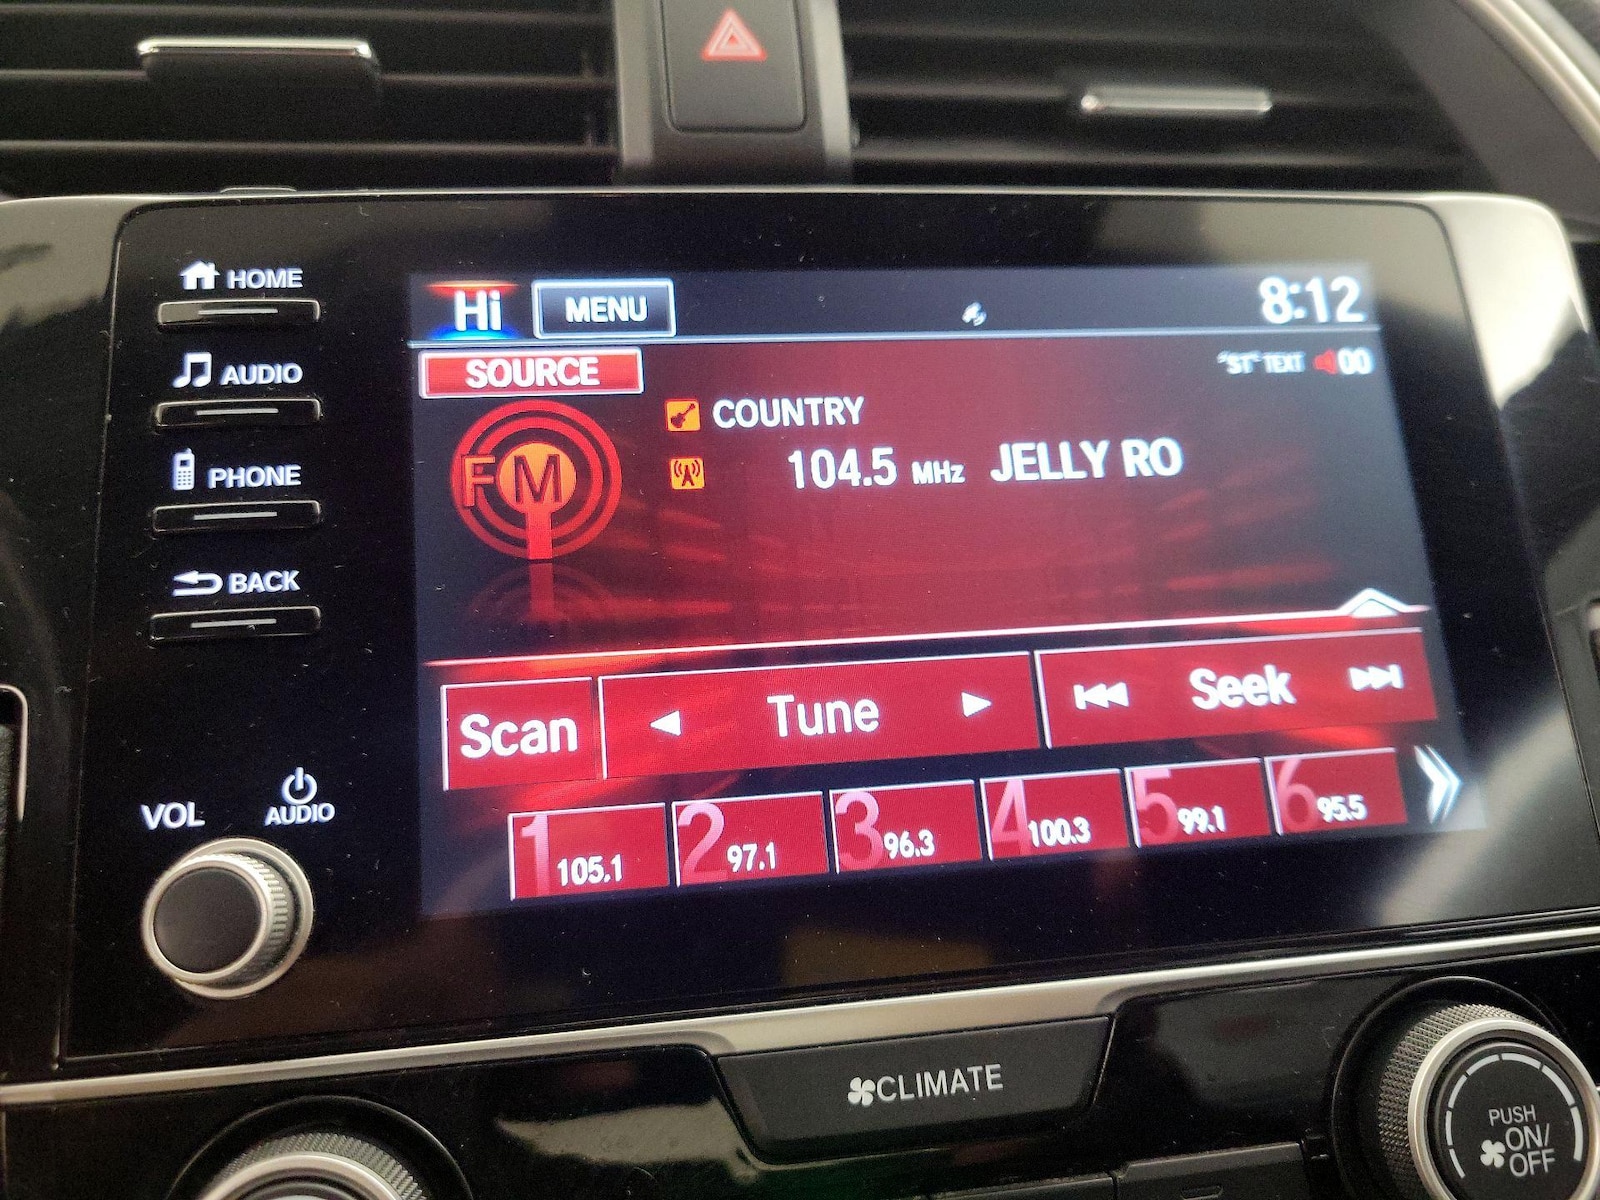 HOME
AUDIO
PHONE
BACK
VOL
AUDIO
Hi MENU 8:12
SOURCE "ST" TEXT 00
FM
COUNTRY
104.5 MHz JELLY RO
Scan Tune Seek
1 105.1 2 97.1 3 96.3 4 100.3 5 99.1 6 95.5
CLIMATE
PUSH
ON/
OFF